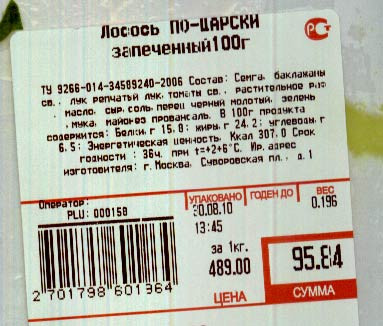 Лосось ПО-ЦАРСКИ
запеченный 100г
ТУ 9266-014-34589240-2006 Состав: Семга, баклажаны
св., лук репчатый лук, томаты св., растительное раф
. масло, сыр, соль, перец черный молотый, зелень
, мука, майонез провансаль. В 100г продукта
содержится: Белки, г 15.0; жиры, г 24.2; углеводы, г
6.5; Энергетическая ценность, Ккал 307.0 Срок
годности : 36ч. при t=+2+6°С. Юр. адрес
изготовителя: г. Москва, Суворовская пл., д.1
Оператор:
PLU: 000158
УПАКОВАНО ГОДЕН ДО ВЕС
30.08.10 0.196
13:45
за 1кг.
489.00 95.84
ЦЕНА СУММА
2 701798 601364
РС